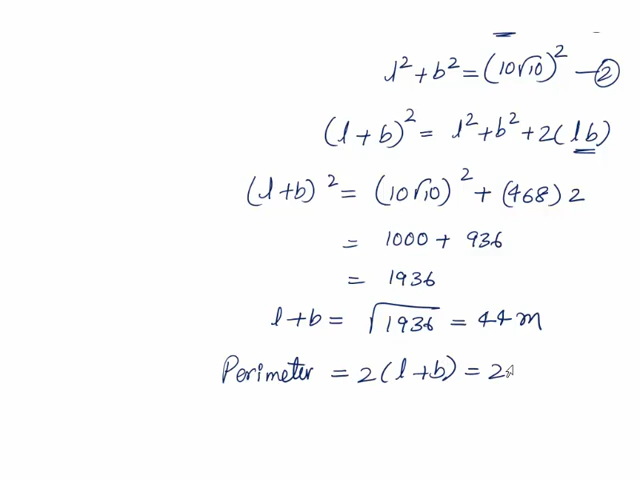 l² + b² = (10√10)² — ②
(l + b)² = l² + b² + 2(lb)
(l + b)² = (10√10)² + (468) 2
= 1000 + 936
= 1936
l + b = √1936 = 44 m
Perimeter = 2(l + b) = 2